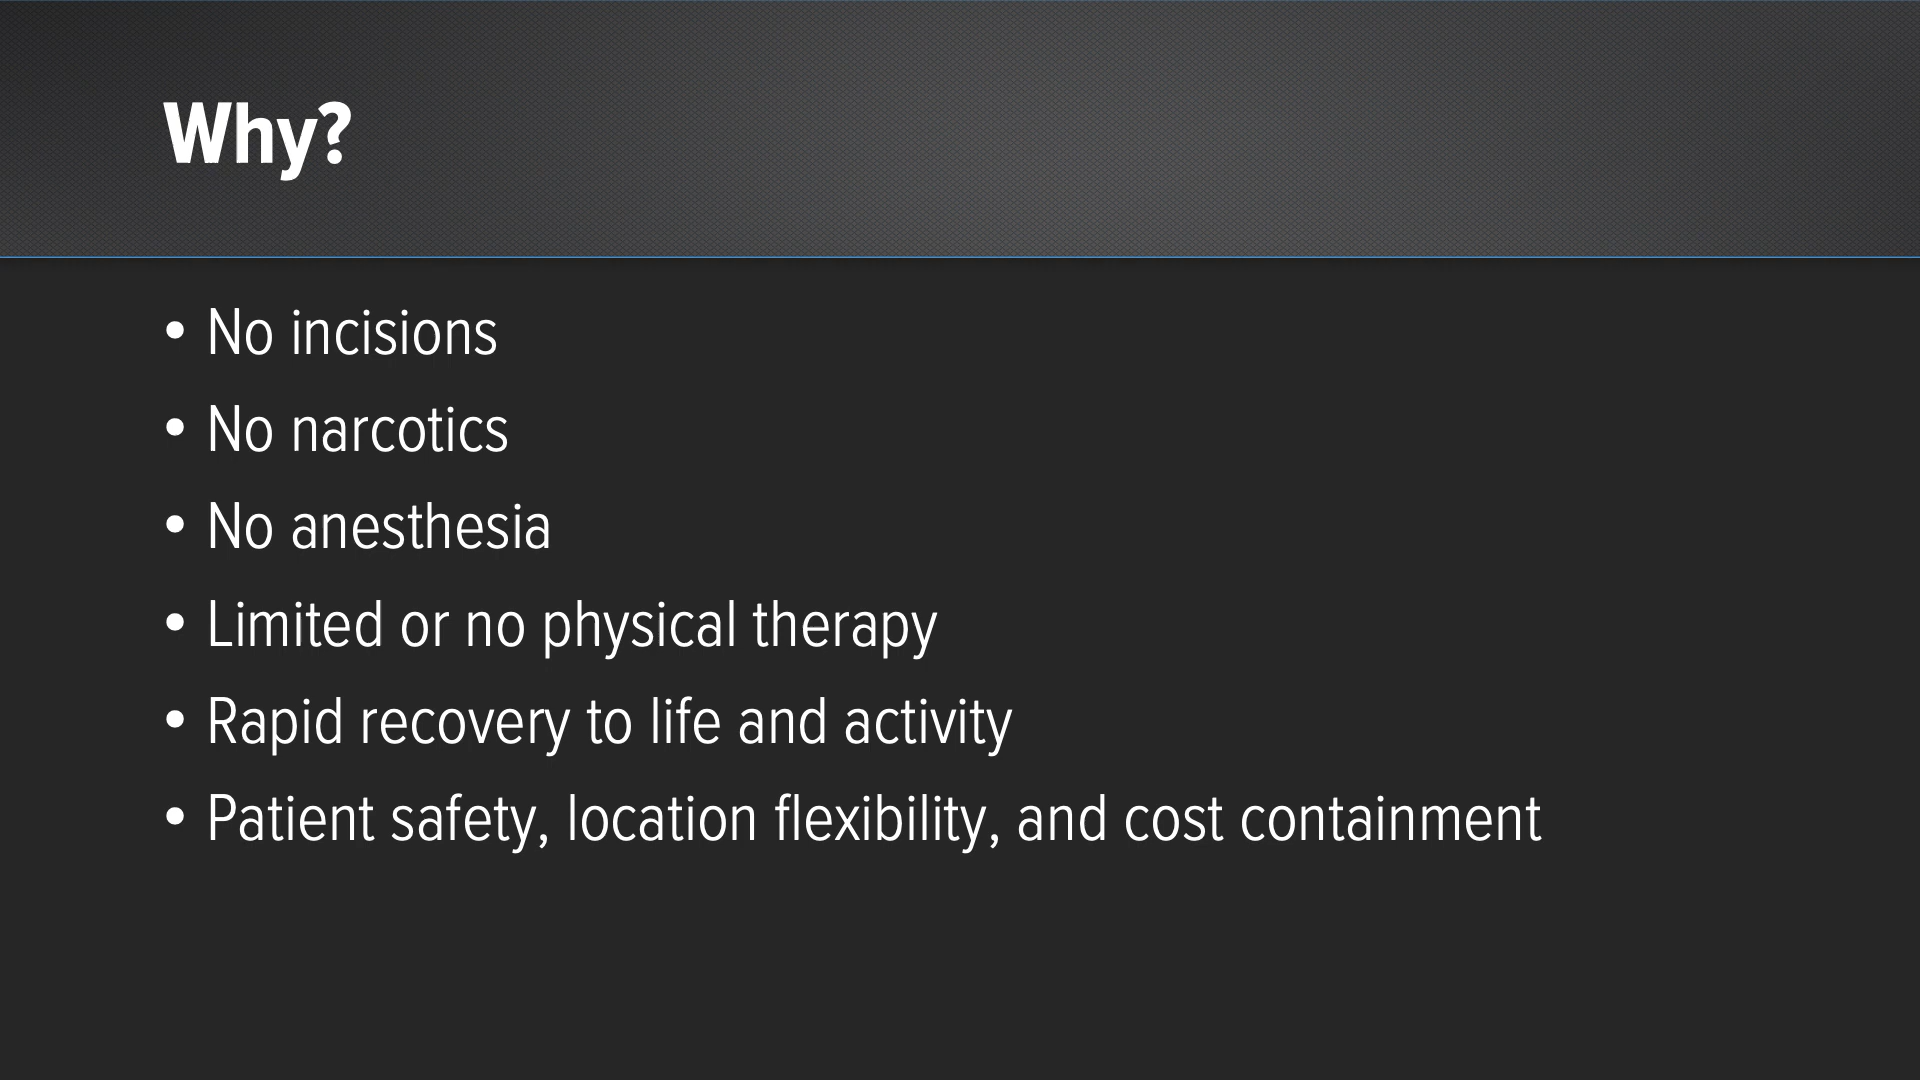 Why?
• No incisions
• No narcotics
• No anesthesia
• Limited or no physical therapy
• Rapid recovery to life and activity
• Patient safety, location flexibility, and cost containment